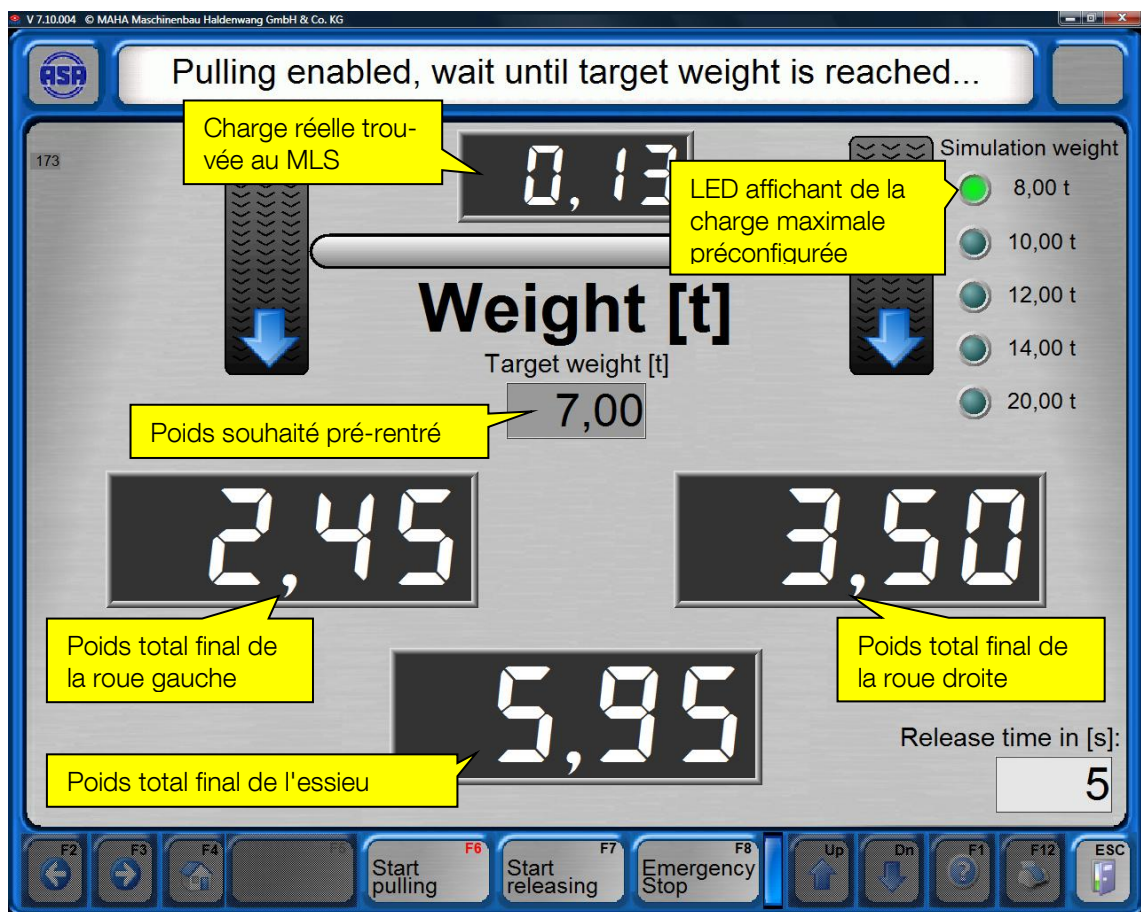 V 7.10.004 © MAHA Maschinenbau Haldenwang GmbH & Co. KG
ASA
Pulling enabled, wait until target weight is reached...
173
Charge réelle trou-
vée au MLS
0,13
Simulation weight
LED affichant de la
charge maximale
préconfigurée
8,00 t
10,00 t
12,00 t
14,00 t
20,00 t
Weight [t]
Target weight [t]
7,00
Poids souhaité pré-rentré
2,45
3,50
Poids total final de
la roue gauche
Poids total final de
la roue droite
5,95
Poids total final de l'essieu
Release time in [s]:
5
F2
F3
F4
F5
F6
Start
pulling
F7
Start
releasing
F8
Emergency
Stop
Up
Dn
F1
?
F12
ESC